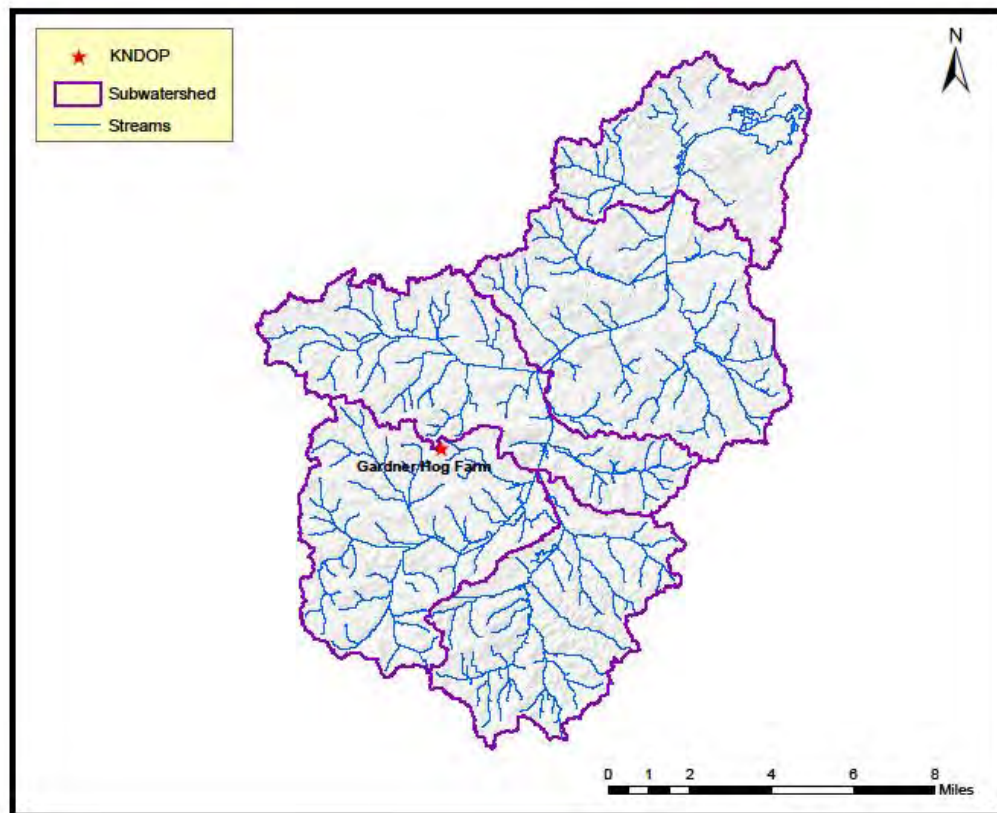 KNDOP
Subwatershed
Streams
N
Gardner Hog Farm
0 1 2 4 6 8
Miles